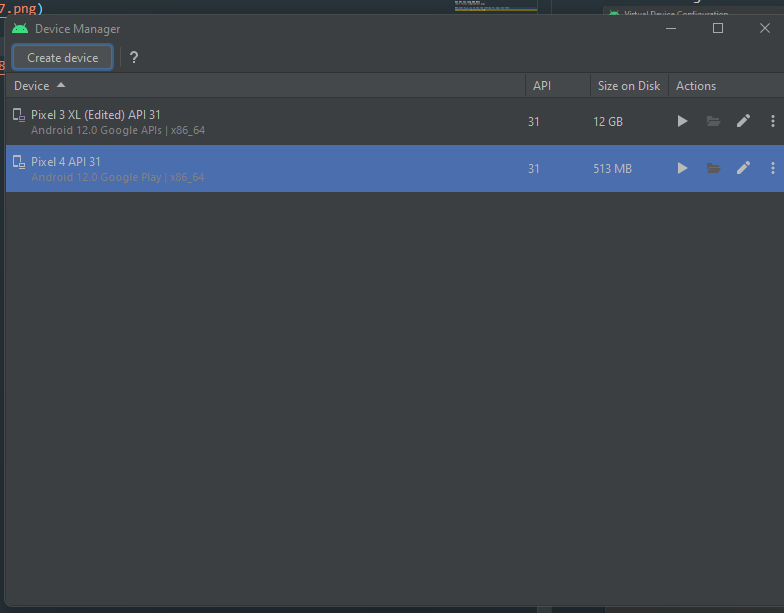 7.png)
Virtual Device Configuration
Device Manager
Create device
?
8
Device API Size on Disk Actions
Pixel 3 XL (Edited) API 31
Android 12.0 Google APIs | x86_64
31 12 GB
Pixel 4 API 31
Android 12.0 Google Play | x86_64
31 513 MB